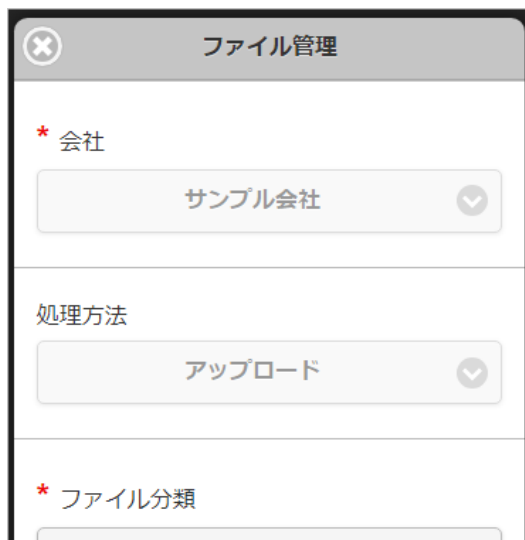 ファイル管理
* 会社
サンプル会社
処理方法
アップロード
* ファイル分類